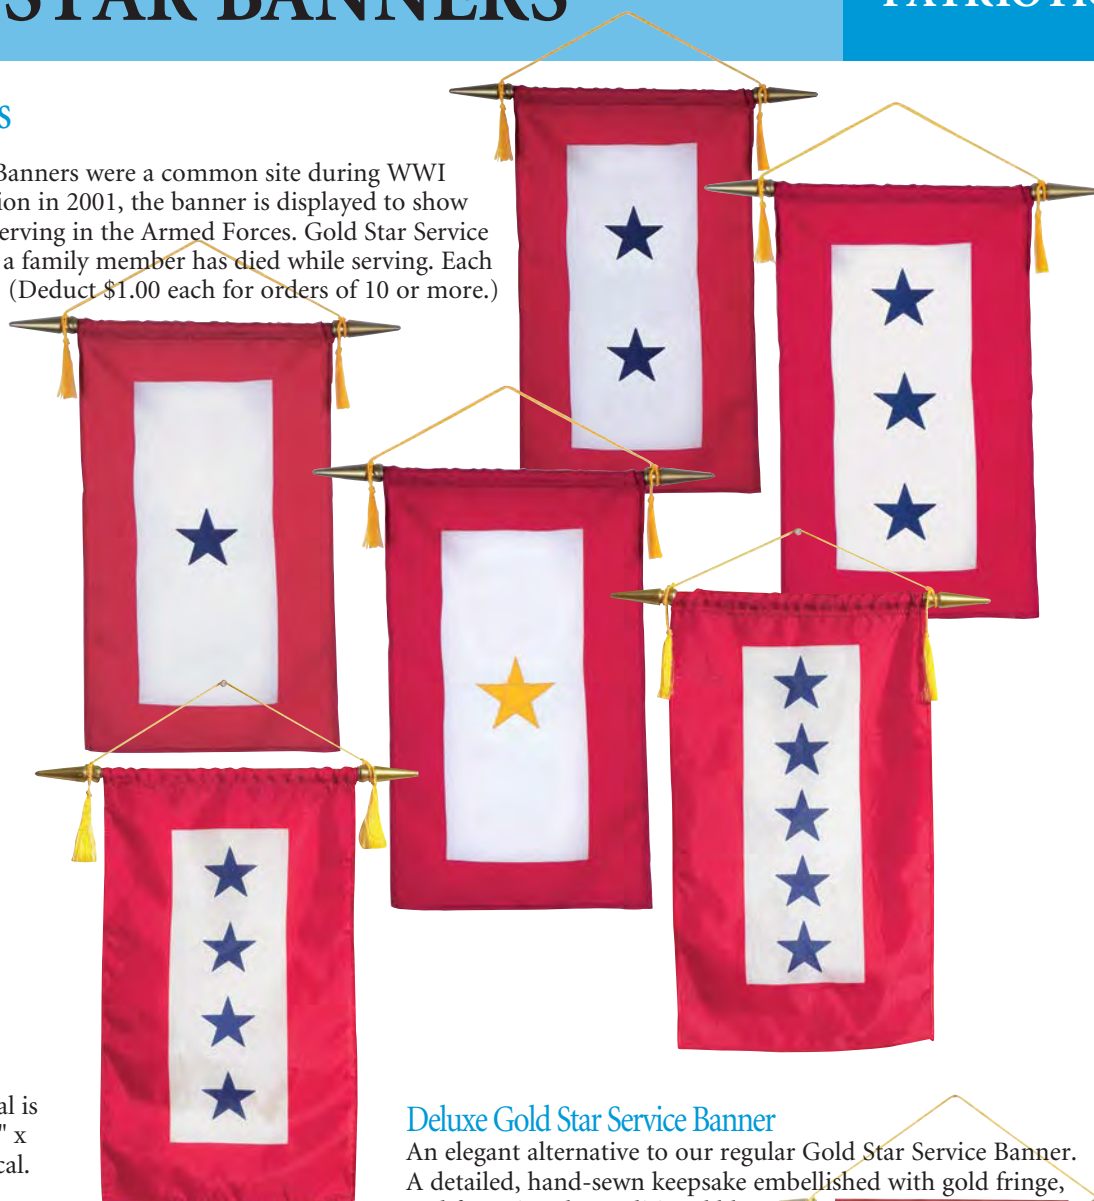 STAR BANNERS
PATRIOTIC
s
Banners were a common site during WWI
ion in 2001, the banner is displayed to show
erving in the Armed Forces. Gold Star Service
a family member has died while serving. Each
(Deduct $1.00 each for orders of 10 or more.)
al is
" x
cal.
Deluxe Gold Star Service Banner
An elegant alternative to our regular Gold Star Service Banner.
A detailed, hand-sewn keepsake embellished with gold fringe,